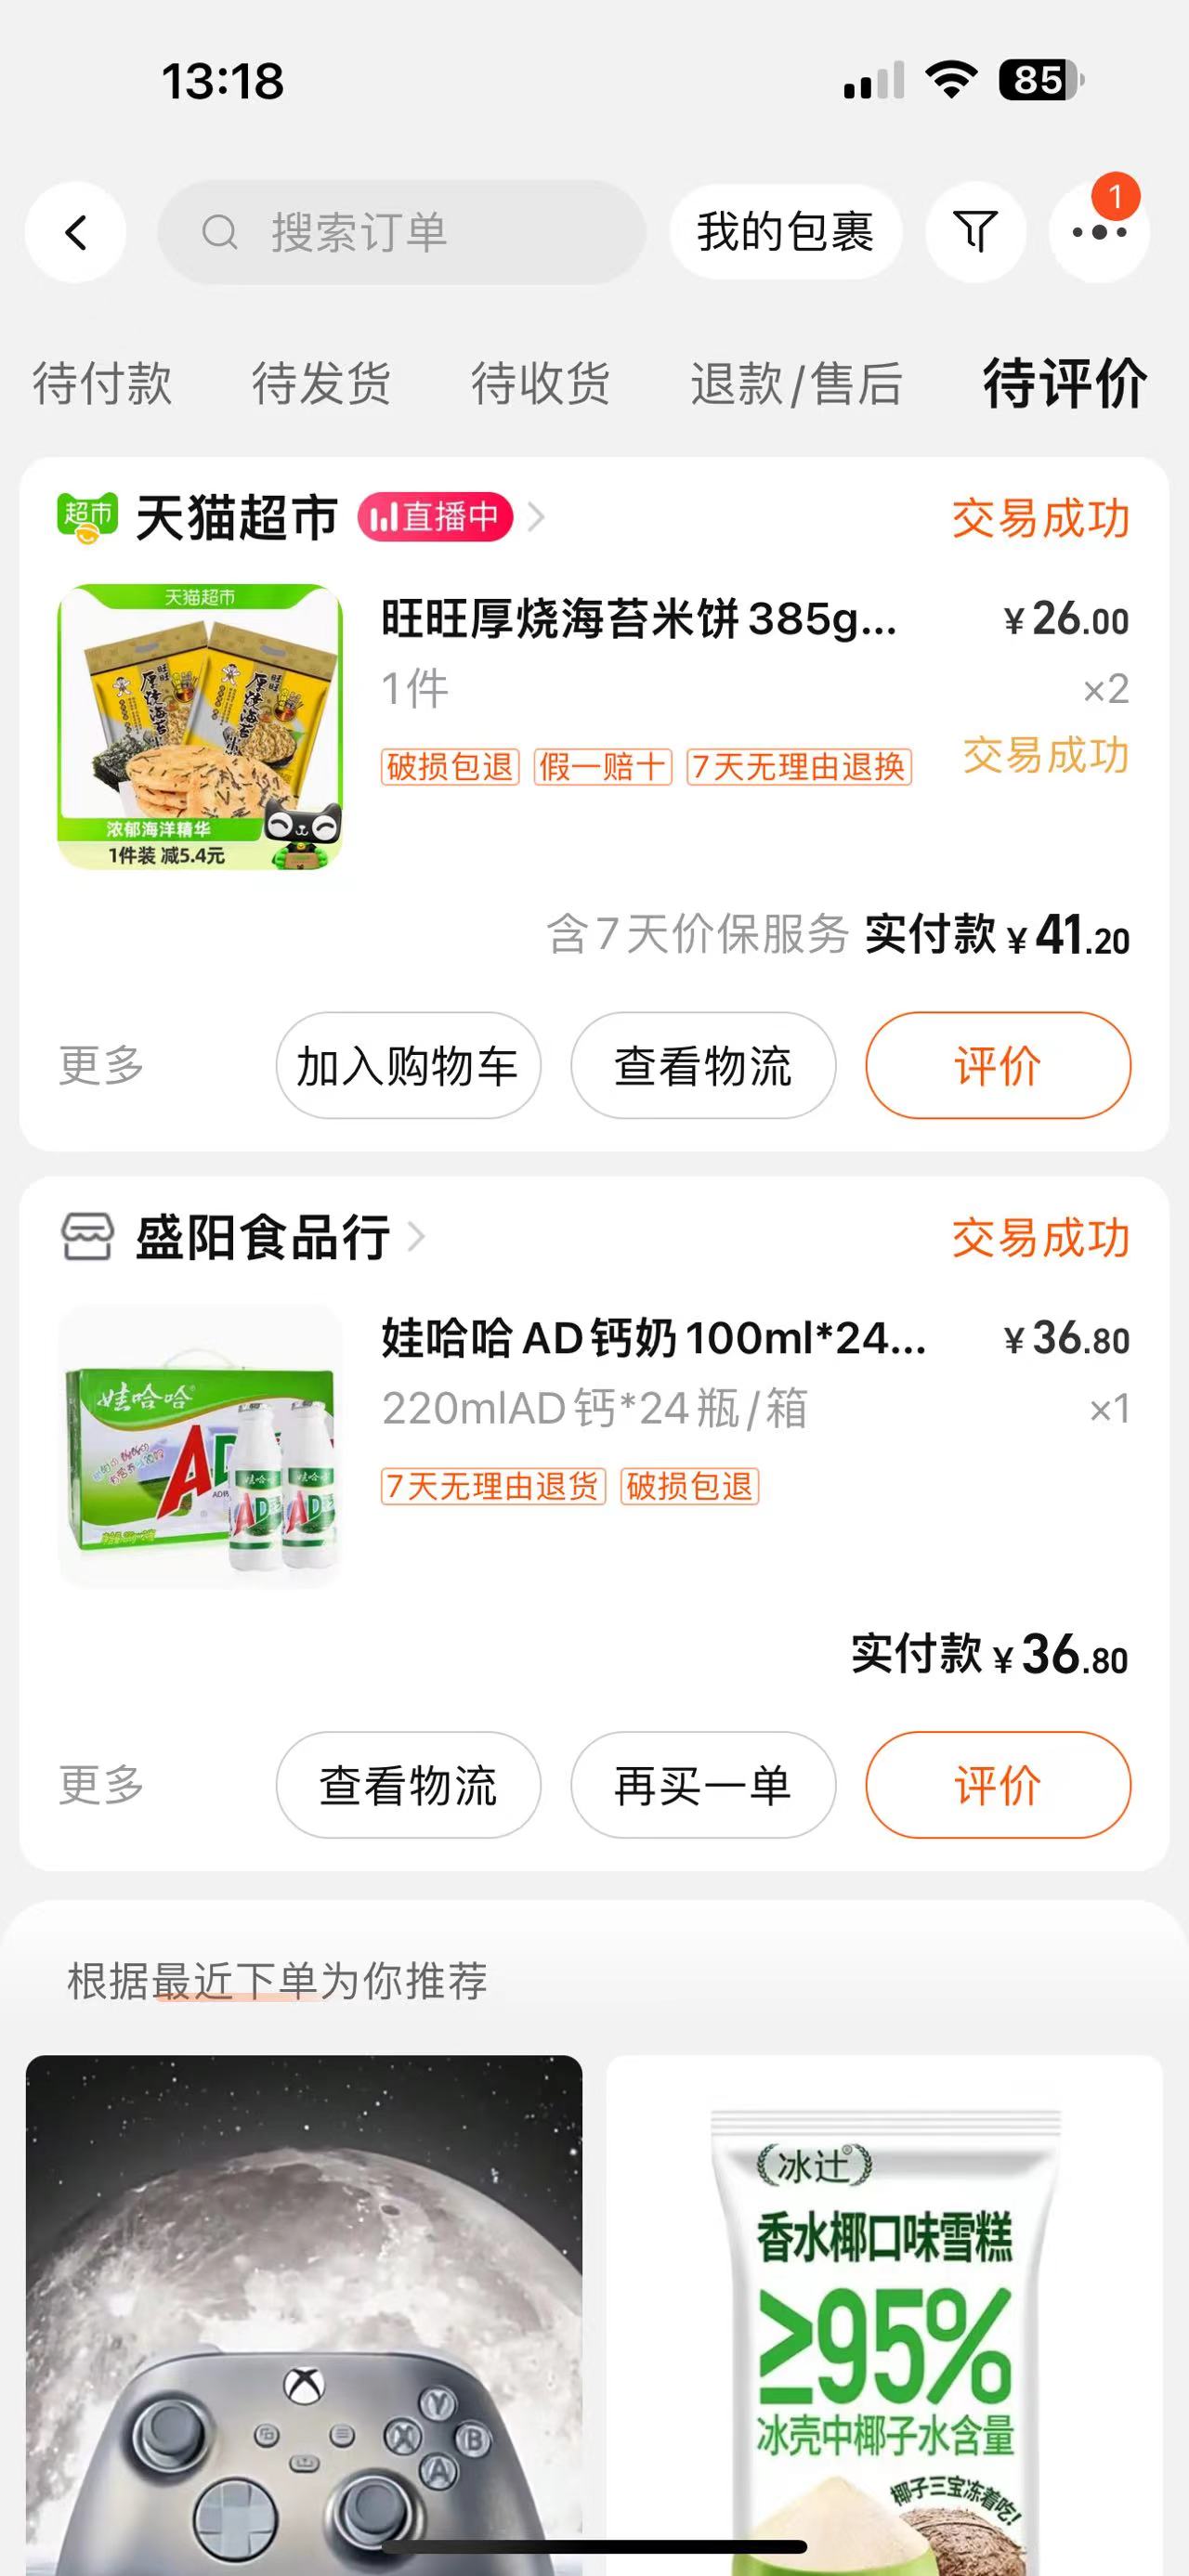 13:18
85
搜索订单
我的包裹
1
待付款 待发货 待收货 退款/售后 待评价
超市 天猫超市 直播中 交易成功
天猫超市
旺旺厚烧海苔米饼385g... ¥26.00
1件 ×2
破损包退 假一赔十 7天无理由退换 交易成功
浓郁海洋精华
1件装 减5.4元
含7天价保服务 实付款 ¥41.20
更多 加入购物车 查看物流 评价
盛阳食品行 交易成功
娃哈哈AD钙奶100ml*24... ¥36.80
220mlAD钙*24瓶/箱 ×1
7天无理由退货 破损包退
娃哈哈
AD
实付款 ¥36.80
更多 查看物流 再买一单 评价
根据最近下单为你推荐
Y
X B
A
冰辻®
香水椰口味雪糕
≥95%
冰壳中椰子水含量
椰子三宝冻着吃!